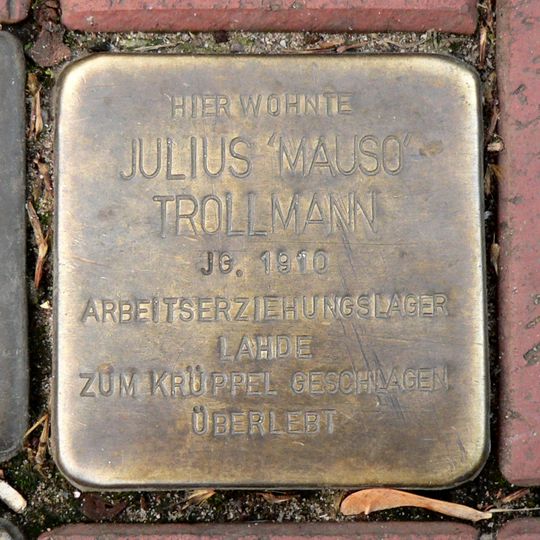 HIER WOHNTE
JULIUS 'MAUSO'
TROLLMANN
JG. 1910
ARBEITSERZIEHUNGSLAGER
LAHDE
ZUM KRÜPPEL GESCHLAGEN
ÜBERLEBT